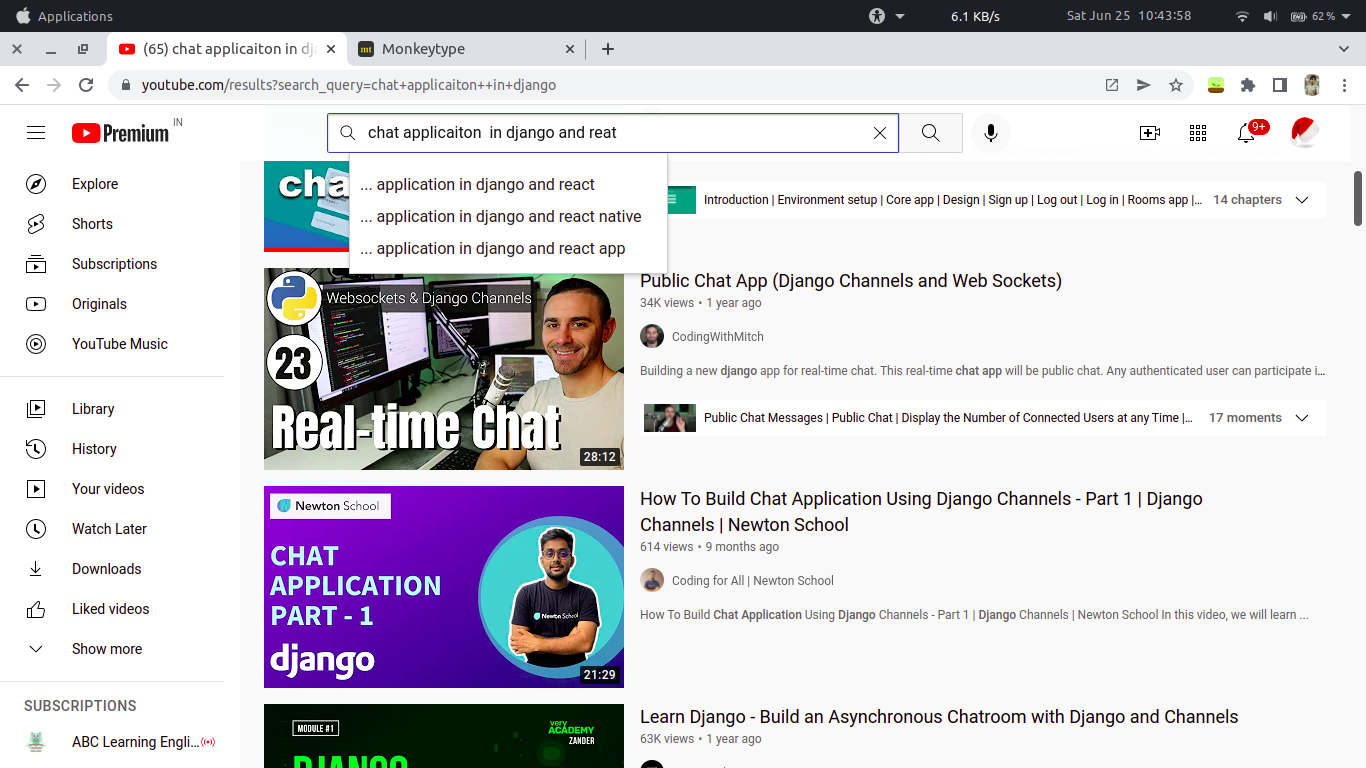 Applications
6.1 KB/s
Sat Jun 25 10:43:58
62 %
(65) chat applicaiton in dj
mt
Monkeytype
youtube.com/results?search_query=chat+applicaiton++in+django
Premium IN
chat applicaiton  in django and reat
9+
... application in django and react
... application in django and react native
... application in django and react app
Explore
Shorts
Subscriptions
Originals
YouTube Music
Library
History
Your videos
Watch Later
Downloads
Liked videos
Show more
SUBSCRIPTIONS
ABC Learning Engli...
cha
Introduction | Environment setup | Core app | Design | Sign up | Log out | Log in | Rooms app |...
14 chapters
Websockets & Django Channels
23
Real-time Chat
28:12
Public Chat App (Django Channels and Web Sockets)
34K views • 1 year ago
CodingWithMitch
Building a new django app for real-time chat. This real-time chat app will be public chat. Any authenticated user can participate i...
Public Chat Messages | Public Chat | Display the Number of Connected Users at any Time |...
17 moments
Newton School
CHAT
APPLICATION
PART - 1
django
Newton School
21:29
How To Build Chat Application Using Django Channels - Part 1 | Django
Channels | Newton School
614 views • 9 months ago
Coding for All | Newton School
How To Build Chat Application Using Django Channels - Part 1 | Django Channels | Newton School In this video, we will learn ...
MODULE #1
very
ACADEMY
ZANDER
DJANGO
Learn Django - Build an Asynchronous Chatroom with Django and Channels
63K views • 1 year ago